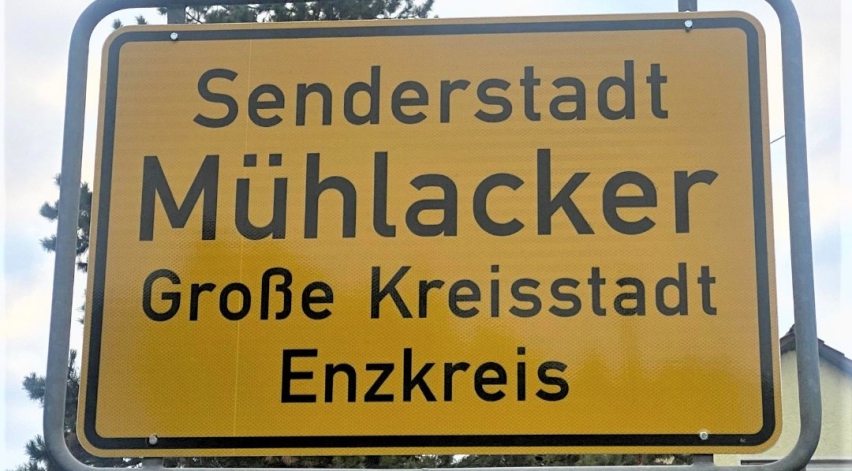 Senderstadt
Mühlacker
Große Kreisstadt
Enzkreis